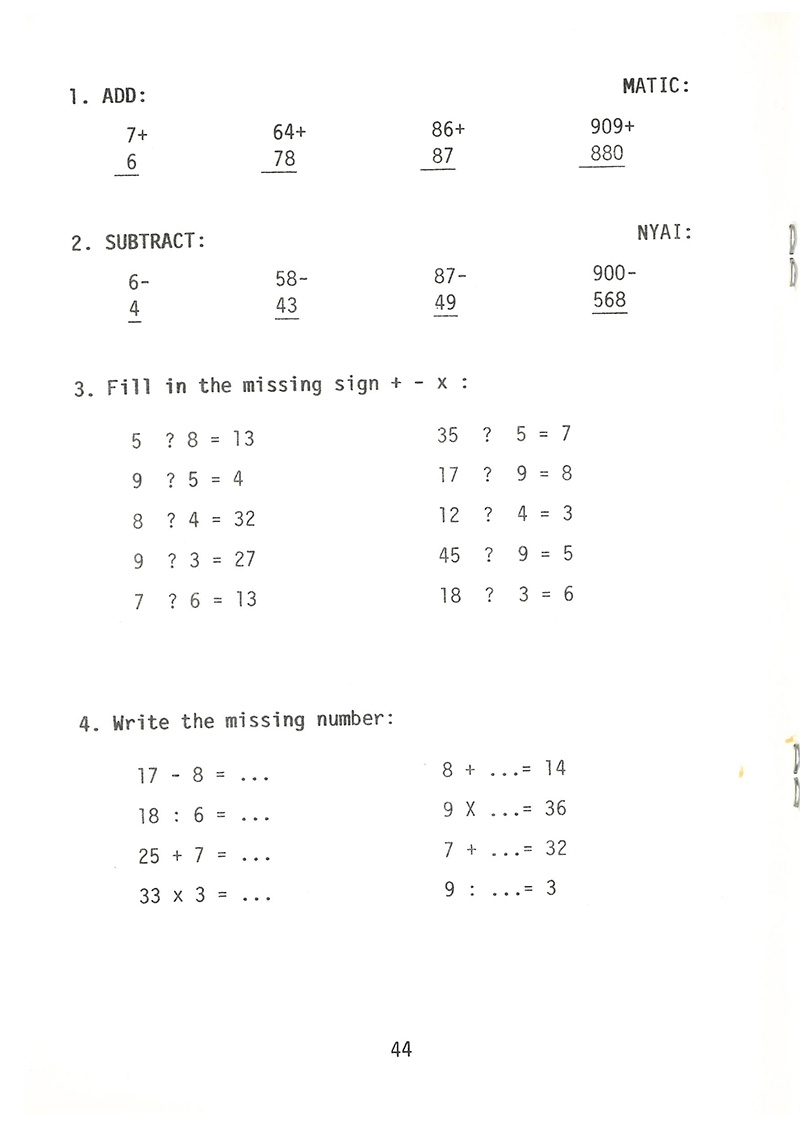 1. ADD: MATIC:
7+ 64+ 86+ 909+
6 78 87 880
2. SUBTRACT: NYAI:
6- 58- 87- 900-
4 43 49 568
3. Fill in the missing sign + - x :
5 ? 8 = 13 35 ? 5 = 7
9 ? 5 = 4 17 ? 9 = 8
8 ? 4 = 32 12 ? 4 = 3
9 ? 3 = 27 45 ? 9 = 5
7 ? 6 = 13 18 ? 3 = 6
4. Write the missing number:
17 - 8 = ... 8 + ...= 14
18 : 6 = ... 9 X ...= 36
25 + 7 = ... 7 + ...= 32
33 x 3 = ... 9 : ...= 3
44